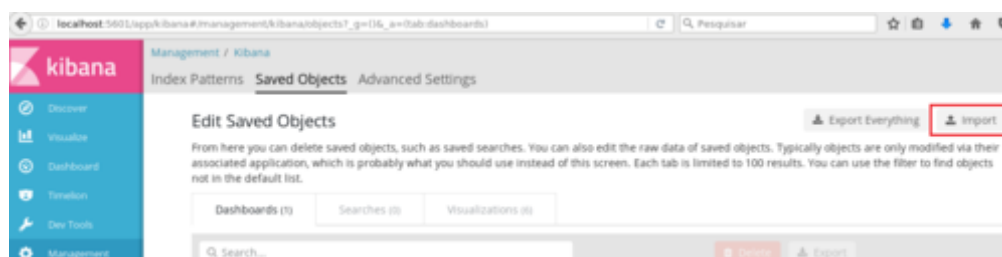 localhost:5601/app/kibana#/management/kibana/objects?_g=()&_a=(tab:dashboards)
Pesquisar
kibana
Management / Kibana
Index Patterns Saved Objects Advanced Settings
Discover
Visualize
Dashboard
Timelion
Dev Tools
Management
Edit Saved Objects
Export Everything
Import
From here you can delete saved objects, such as saved searches. You can also edit the raw data of saved objects. Typically objects are only modified via their
associated application, which is probably what you should use instead of this screen. Each tab is limited to 100 results. You can use the filter to find objects
not in the default list.
Dashboards (1) Searches (0) Visualizations (6)
Search...
Delete
Export